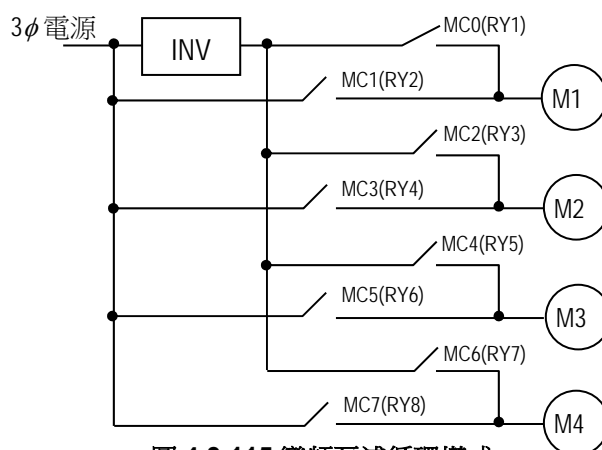 3ϕ電源
INV
MC0(RY1)
MC1(RY2)
M1
MC2(RY3)
MC3(RY4)
M2
MC4(RY5)
MC5(RY6)
M3
MC6(RY7)
MC7(RY8)
M4